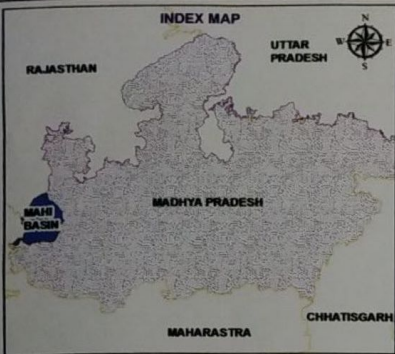 INDEX MAP
N
W E
S
UTTAR
PRADESH
RAJASTHAN
MADHYA PRADESH
MAHI
BASIN
CHHATISGARH
MAHARASTRA